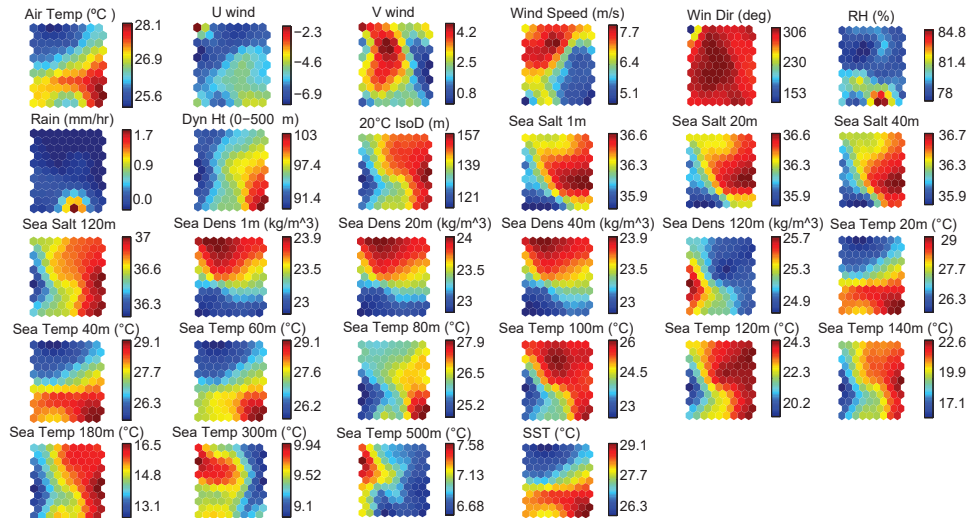 Air Temp (ºC ) U wind V wind Wind Speed (m/s) Win Dir (deg) RH (%)
28.1 −2.3 4.2 7.7 306 84.8
26.9 −4.6 2.5 6.4 230 81.4
25.6 −6.9 0.8 5.1 153 78
Rain (mm/hr) Dyn Ht (0−500 m) 20°C IsoD (m) Sea Salt 1m Sea Salt 20m Sea Salt 40m
1.7 103 157 36.6 36.6 36.7
0.9 97.4 139 36.3 36.3 36.3
0.0 91.4 121 35.9 35.9 35.9
Sea Salt 120m Sea Dens 1m (kg/m^3) Sea Dens 20m (kg/m^3) Sea Dens 40m (kg/m^3) Sea Dens 120m (kg/m^3) Sea Temp 20m (°C)
37 23.9 24 23.9 25.7 29
36.6 23.5 23.5 23.5 25.3 27.7
36.3 23 23 23 24.9 26.3
Sea Temp 40m (°C) Sea Temp 60m (°C) Sea Temp 80m (°C) Sea Temp 100m (°C) Sea Temp 120m (°C) Sea Temp 140m (°C)
29.1 29.1 27.9 26 24.3 22.6
27.6 27.6 26.5 24.5 22.3 19.9
26.3 26.2 25.2 23 20.2 17.1
Sea Temp 180m (°C) Sea Temp 300m (°C) Sea Temp 500m (°C) SST (°C)
16.5 9.94 7.58 29.1
14.8 9.52 7.13 27.7
13.1 9.1 6.68 26.3